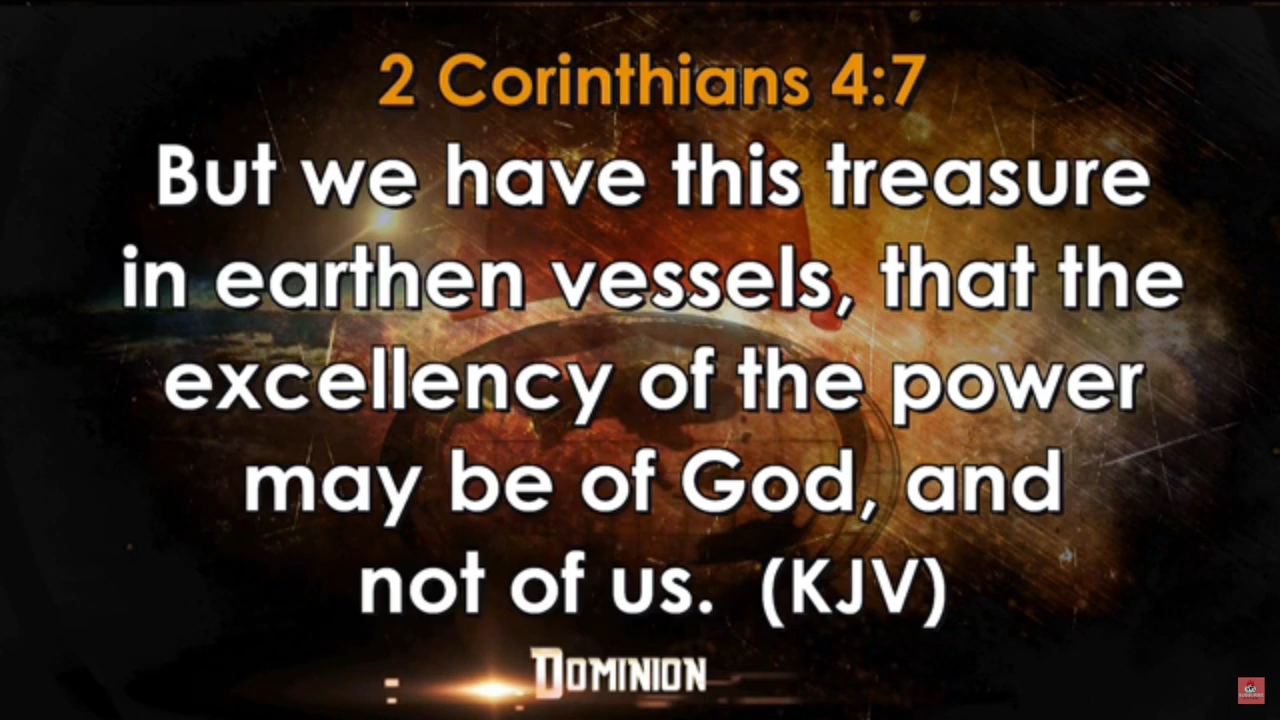 2 Corinthians 4:7
But we have this treasure
in earthen vessels, that the
excellency of the power
may be of God, and
not of us.  (KJV)
DOMINION
SUBSCRIBE